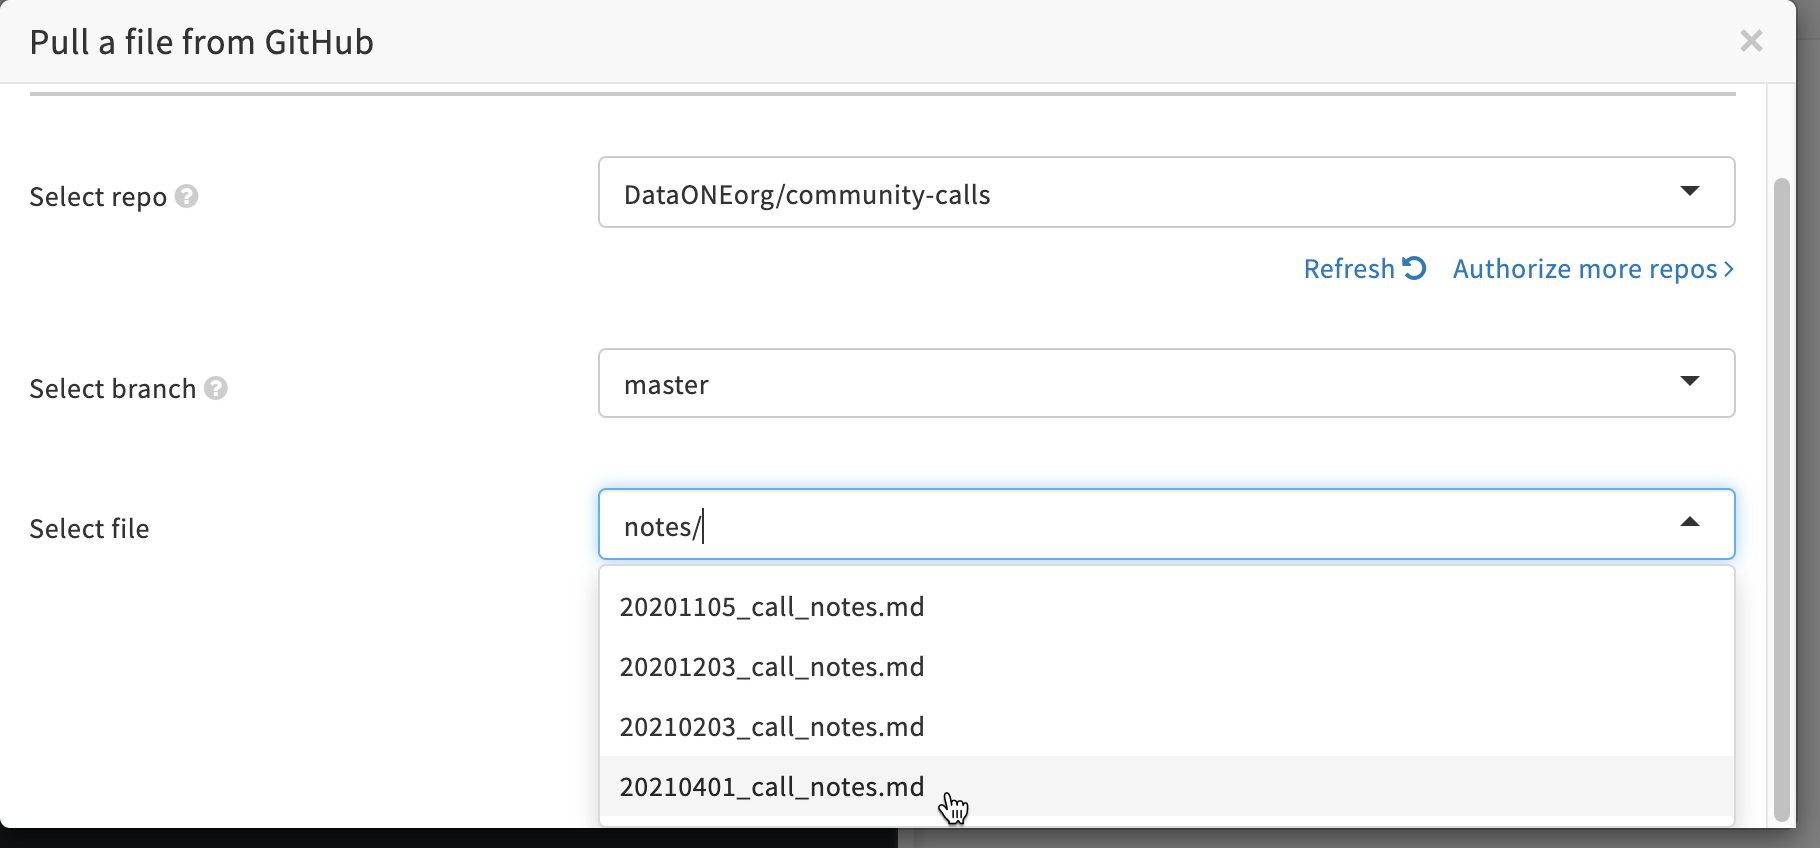 Pull a file from GitHub
Select repo
DataONEorg/community-calls
Refresh Authorize more repos
Select branch
master
Select file
notes/
20201105_call_notes.md
20201203_call_notes.md
20210203_call_notes.md
20210401_call_notes.md